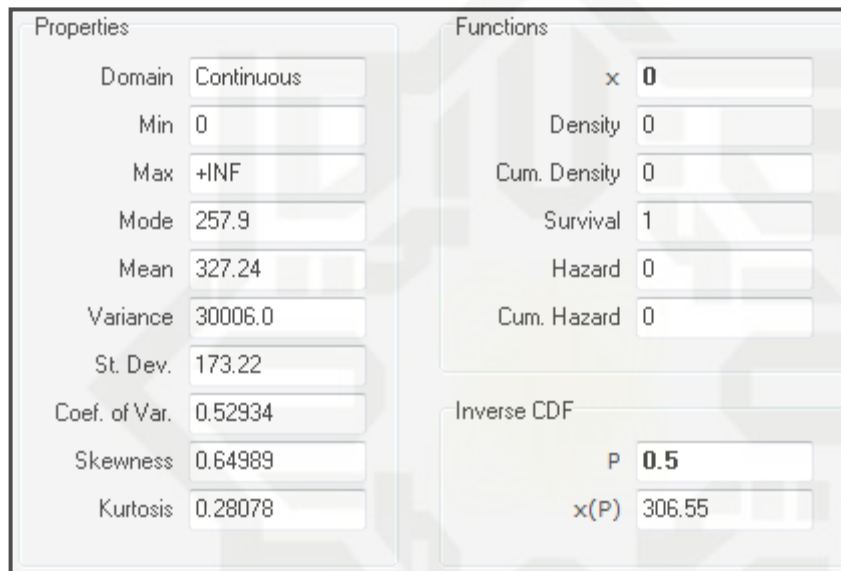 Properties
Domain Continuous
Min 0
Max +INF
Mode 257.9
Mean 327.24
Variance 30006.0
St. Dev. 173.22
Coef. of Var. 0.52934
Skewness 0.64989
Kurtosis 0.28078
Functions
x 0
Density 0
Cum. Density 0
Survival 1
Hazard 0
Cum. Hazard 0
Inverse CDF
P 0.5
x(P) 306.55